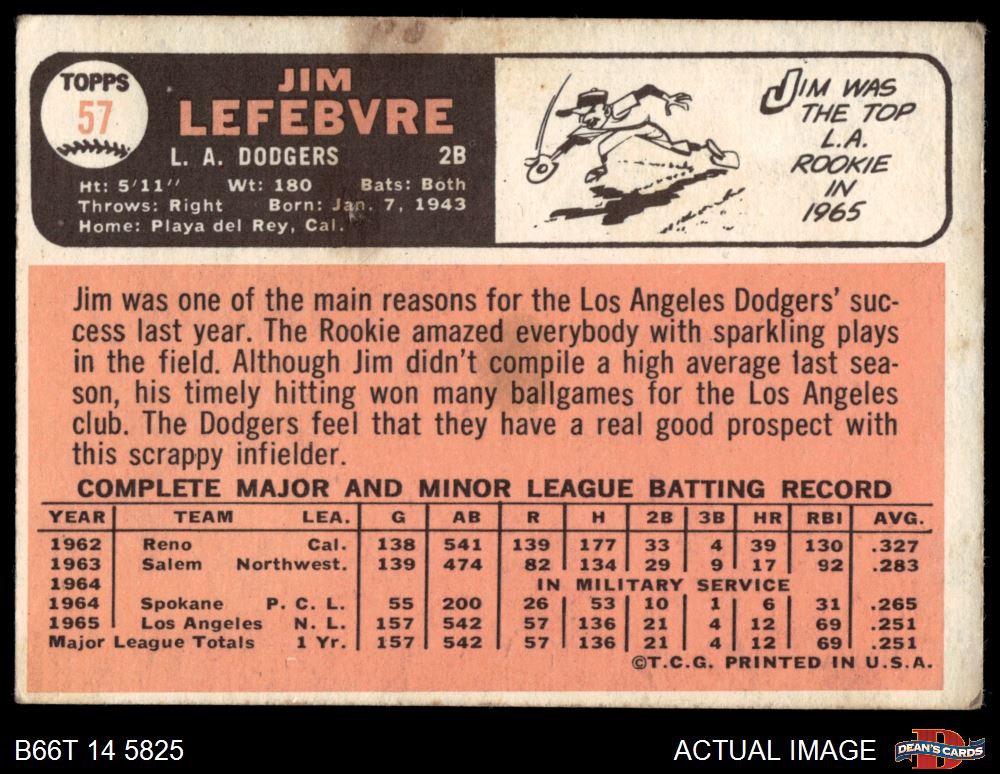 TOPPS
57
JIM
LEFEBVRE
L. A. DODGERS 2B
Ht: 5'11" Wt: 180 Bats: Both
Throws: Right Born: Jan. 7, 1943
Home: Playa del Rey, Cal.
JIM WAS
THE TOP
L.A.
ROOKIE
IN
1965
Jim was one of the main reasons for the Los Angeles Dodgers' suc-
cess last year. The Rookie amazed everybody with sparkling plays
in the field. Although Jim didn't compile a high average last sea-
son, his timely hitting won many ballgames for the Los Angeles
club. The Dodgers feel that they have a real good prospect with
this scrappy infielder.
COMPLETE MAJOR AND MINOR LEAGUE BATTING RECORD
YEAR TEAM LEA. G AB R H 2B 3B HR RBI AVG.
1962 Reno Cal. 138 541 139 177 33 4 39 130 .327
1963 Salem Northwest. 139 474 82 134 29 9 17 92 .283
1964 IN MILITARY SERVICE
1964 Spokane P. C. L. 55 200 26 53 10 1 6 31 .265
1965 Los Angeles N. L. 157 542 57 136 21 4 12 69 .251
Major League Totals 1 Yr. 157 542 57 136 21 4 12 69 .251
©T.C.G. PRINTED IN U.S.A.
B66T 14 5825 ACTUAL IMAGE DEAN'S CARDS